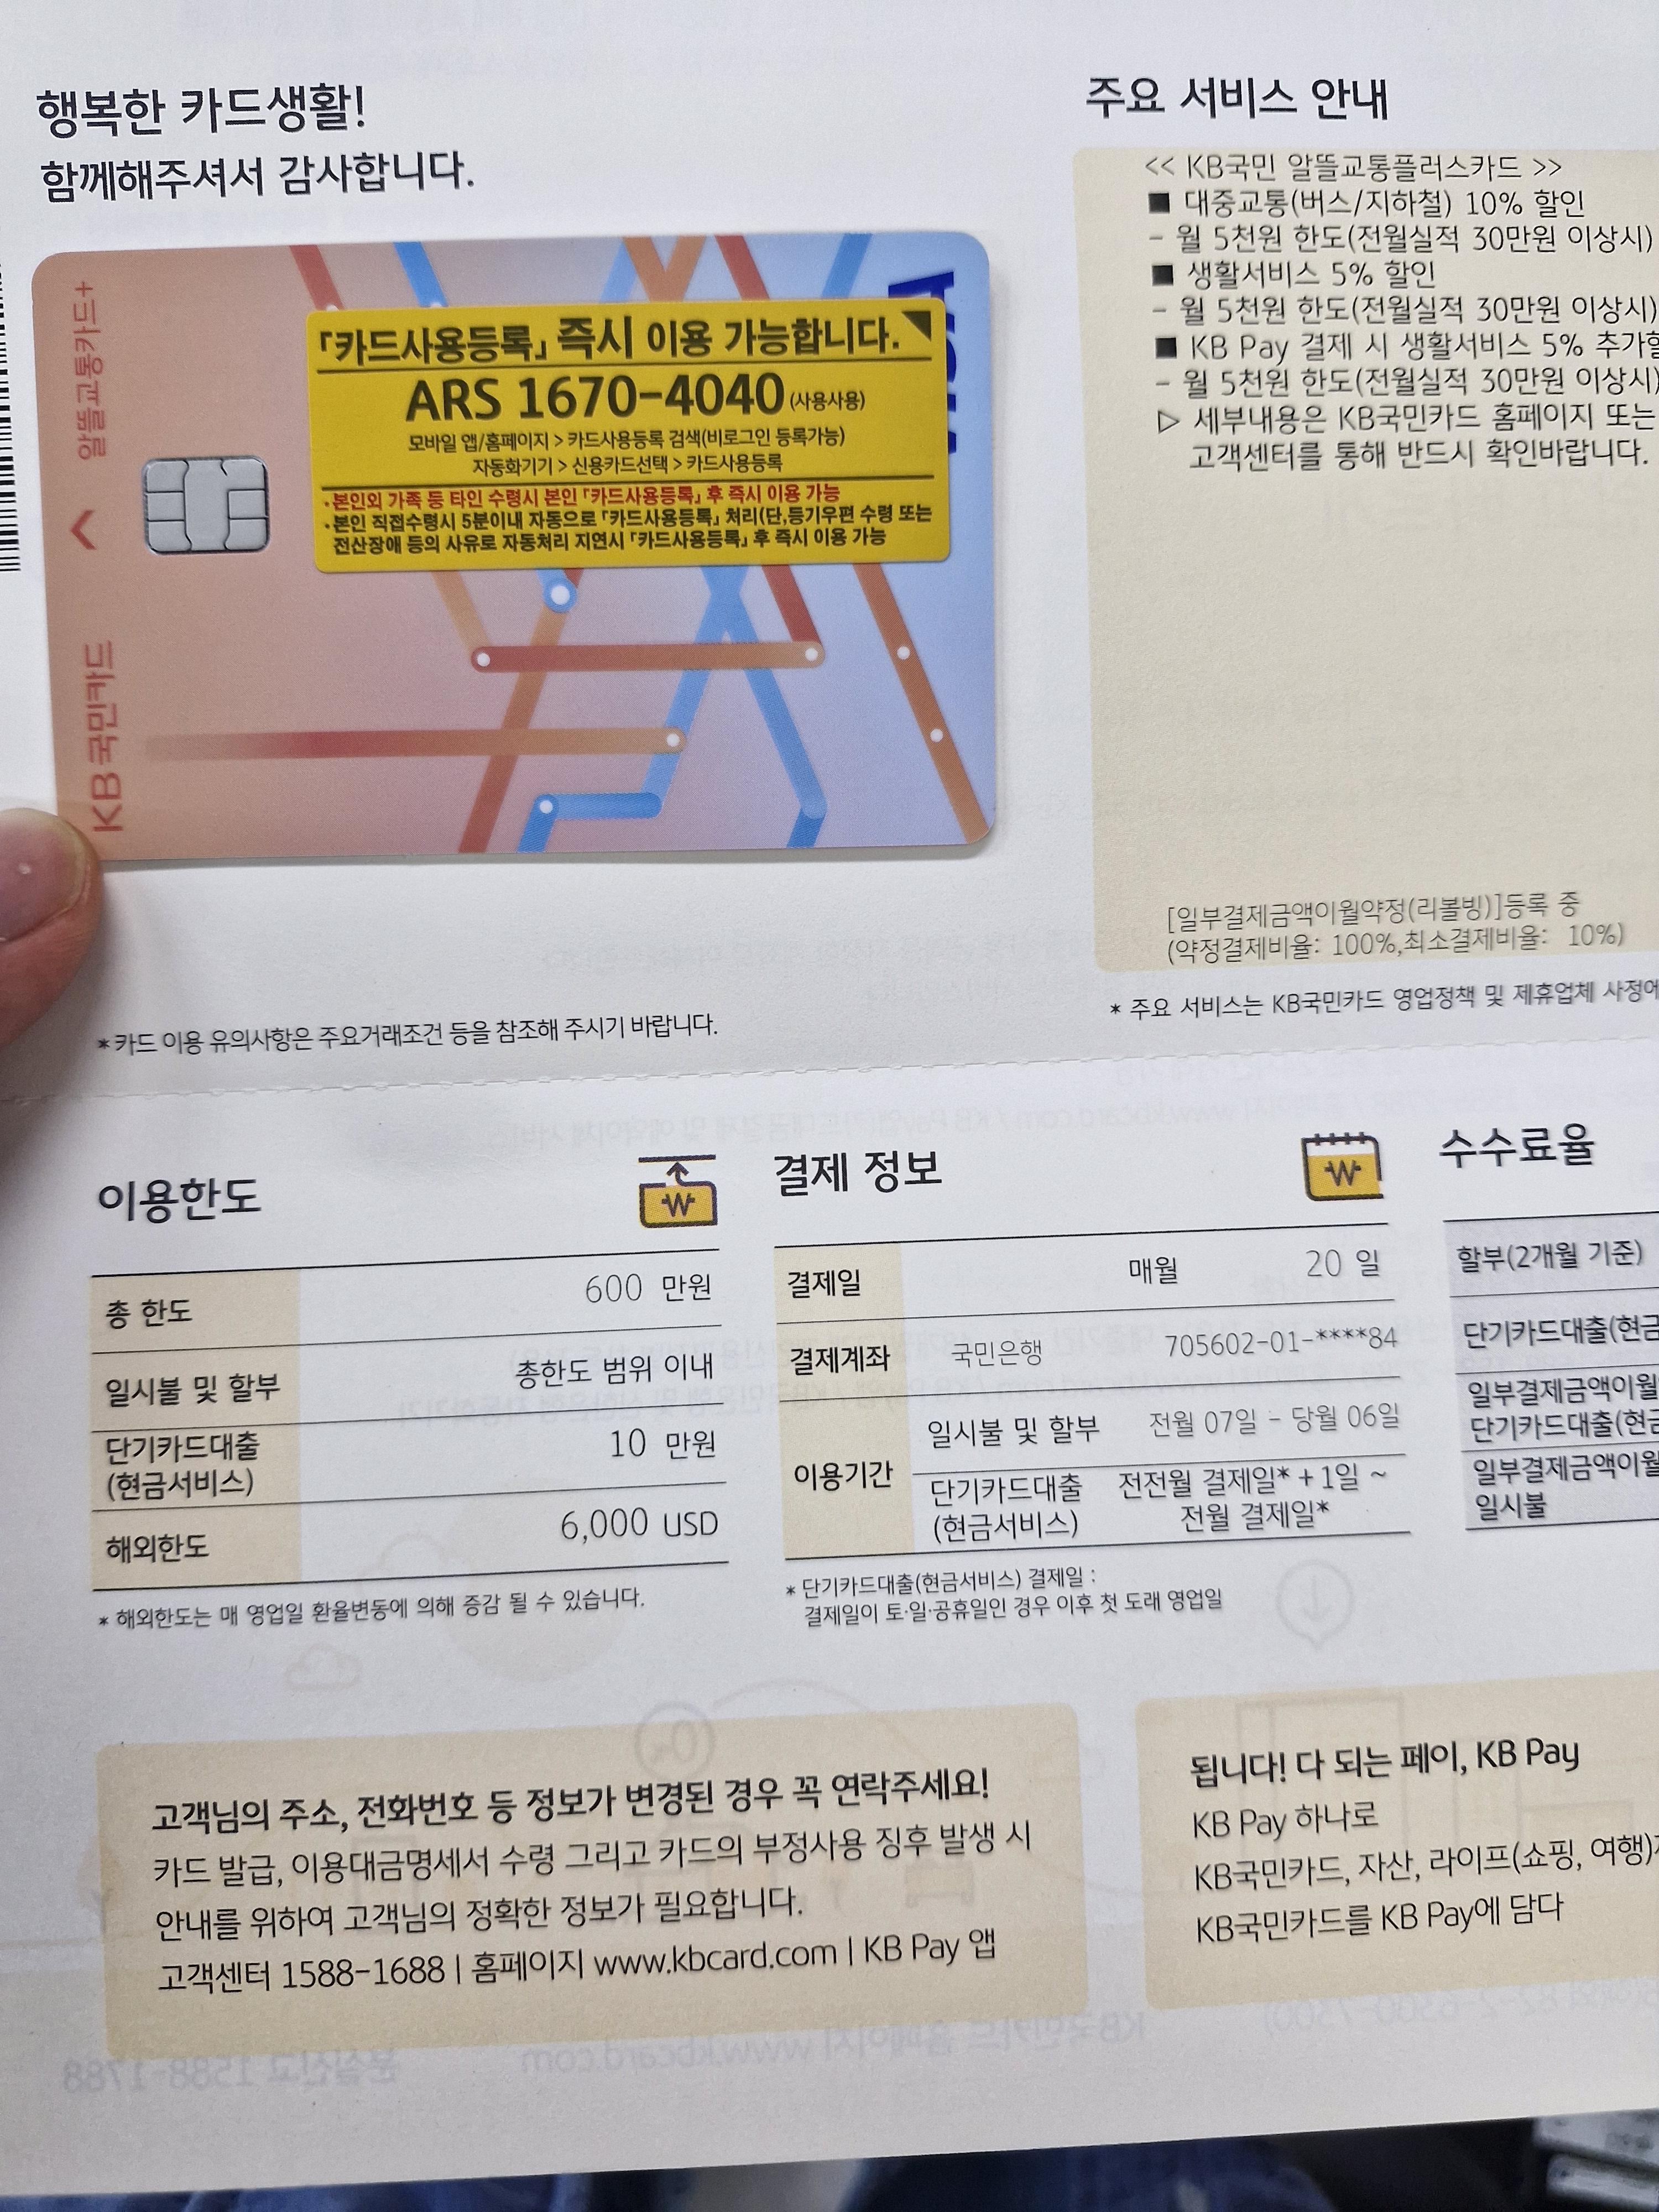 행복한 카드생활!
함께해주셔서 감사합니다.
알뜰교통카드+
KB국민카드
「카드사용등록」 즉시 이용 가능합니다.
ARS 1670-4040(사용사용)
모바일 앱/홈페이지 > 카드사용등록 검색(비로그인 등록가능)
자동화기기 > 신용카드선택 > 카드사용등록
·본인외 가족 등 타인 수령시 본인 「카드사용등록」 후 즉시 이용 가능
·본인 직접수령시 5분이내 자동으로 「카드사용등록」 처리(단,등기우편 수령 또는
전산장애 등의 사유로 자동처리 지연시 「카드사용등록」 후 즉시 이용 가능
* 카드 이용 유의사항은 주요거래조건 등을 참조해 주시기 바랍니다.
주요 서비스 안내
<< KB국민 알뜰교통플러스카드 >>
■ 대중교통(버스/지하철) 10% 할인
- 월 5천원 한도(전월실적 30만원 이상시)
■ 생활서비스 5% 할인
- 월 5천원 한도(전월실적 30만원 이상시)
■ KB Pay 결제 시 생활서비스 5% 추가할
- 월 5천원 한도(전월실적 30만원 이상시)
▷ 세부내용은 KB국민카드 홈페이지 또는
고객센터를 통해 반드시 확인바랍니다.
[일부결제금액이월약정(리볼빙)]등록 중
(약정결제비율: 100%,최소결제비율: 10%)
* 주요 서비스는 KB국민카드 영업정책 및 제휴업체 사정에
이용한도
총 한도 600 만원
일시불 및 할부 총한도 범위 이내
단기카드대출
(현금서비스) 10 만원
해외한도 6,000 USD
* 해외한도는 매 영업일 환율변동에 의해 증감 될 수 있습니다.
결제 정보
결제일 매월 20 일
결제계좌 국민은행 705602-01-****84
이용기간
일시불 및 할부 전월 07일 - 당월 06일
단기카드대출 전전월 결제일* + 1일 ~
(현금서비스) 전월 결제일*
* 단기카드대출(현금서비스) 결제일 :
결제일이 토·일·공휴일인 경우 이후 첫 도래 영업일
수수료율
할부(2개월 기준)
단기카드대출(현금
일부결제금액이월
단기카드대출(현금
일부결제금액이월
일시불
고객님의 주소, 전화번호 등 정보가 변경된 경우 꼭 연락주세요!
카드 발급, 이용대금명세서 수령 그리고 카드의 부정사용 징후 발생 시
안내를 위하여 고객님의 정확한 정보가 필요합니다.
고객센터 1588-1688 | 홈페이지 www.kbcard.com | KB Pay 앱
됩니다! 다 되는 페이, KB Pay
KB Pay 하나로
KB국민카드, 자산, 라이프(쇼핑, 여행)
KB국민카드를 KB Pay에 담다